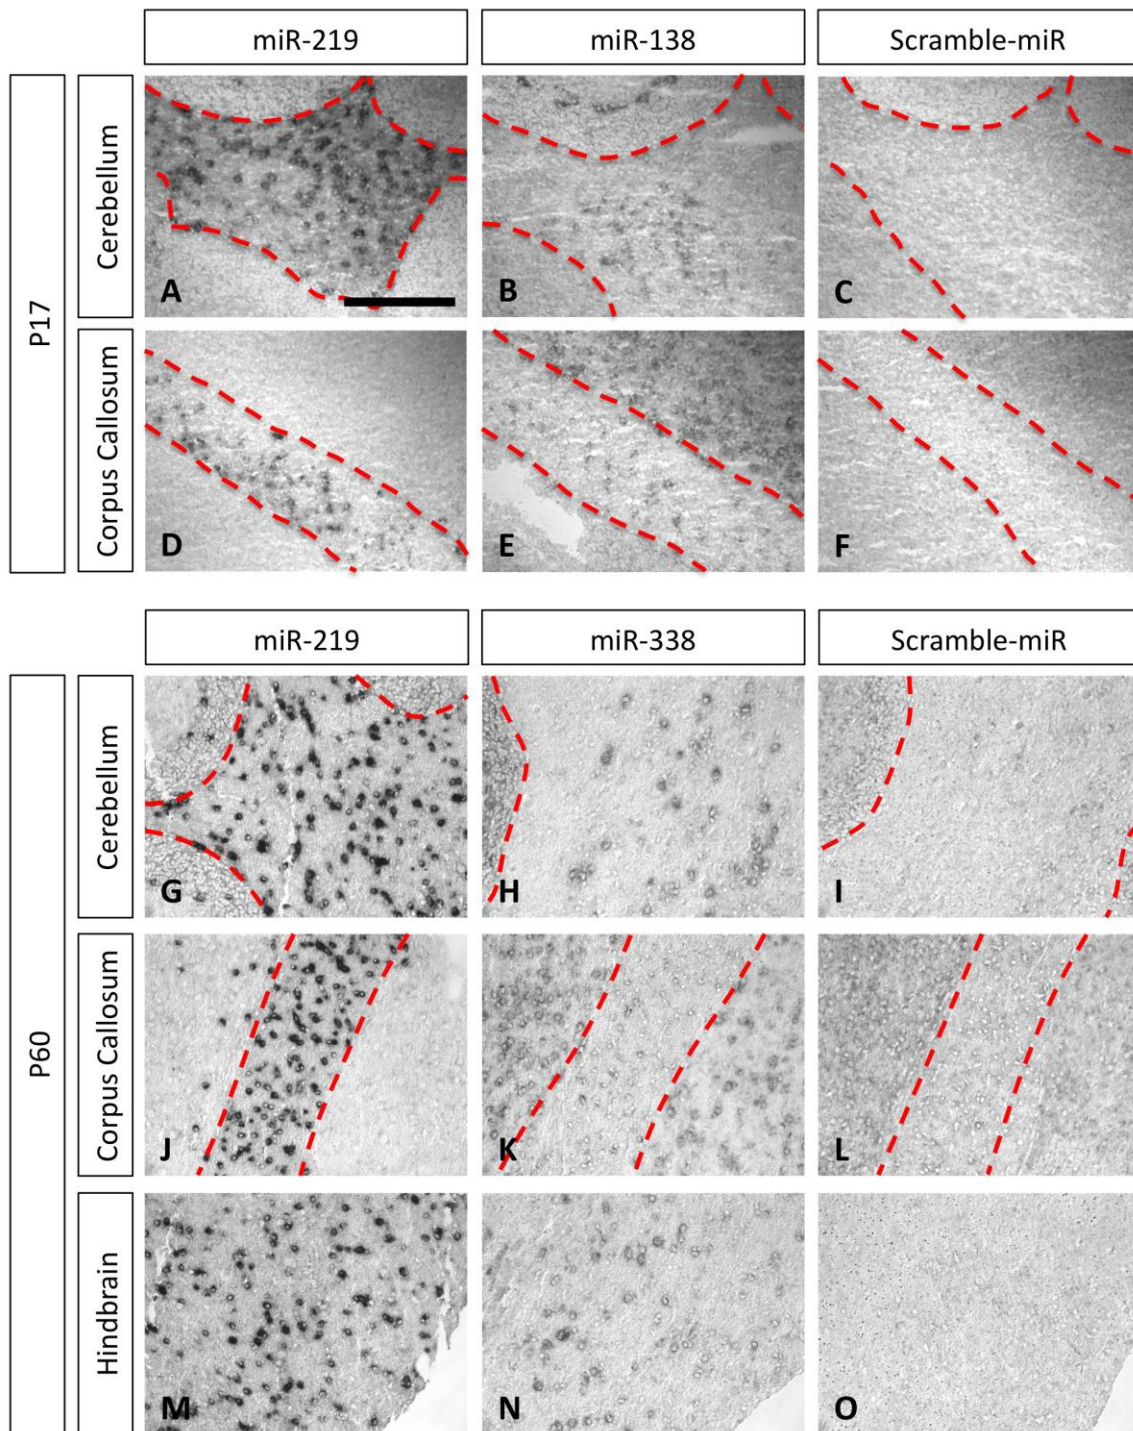 miR-219
miR-138
Scramble-miR
P17
Cerebellum
A
B
C
Corpus Callosum
D
E
F
miR-219
miR-338
Scramble-miR
P60
Cerebellum
G
H
I
Corpus Callosum
J
K
L
Hindbrain
M
N
O